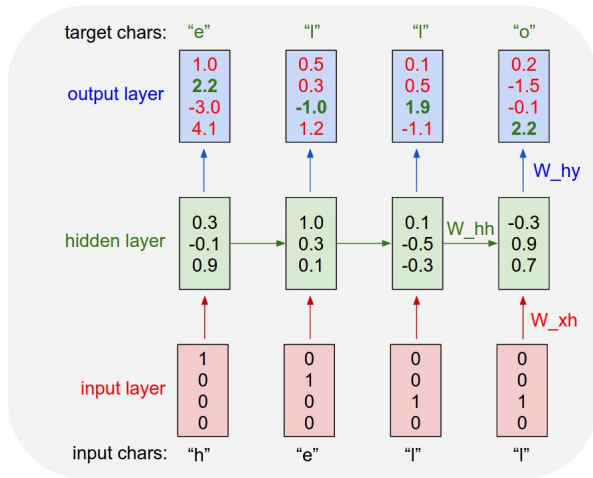 target chars: “e” “l” “l” “o”
output layer
1.0 0.5 0.1 0.2
2.2 0.3 0.5 -1.5
-3.0 -1.0 1.9 -0.1
4.1 1.2 -1.1 2.2
W_hy
hidden layer
0.3 1.0 0.1 -0.3
-0.1 0.3 -0.5 0.9
0.9 0.1 -0.3 0.7
W_hh
W_xh
input layer
1 0 0 0
0 1 0 0
0 0 1 1
0 0 0 0
input chars: “h” “e” “l” “l”